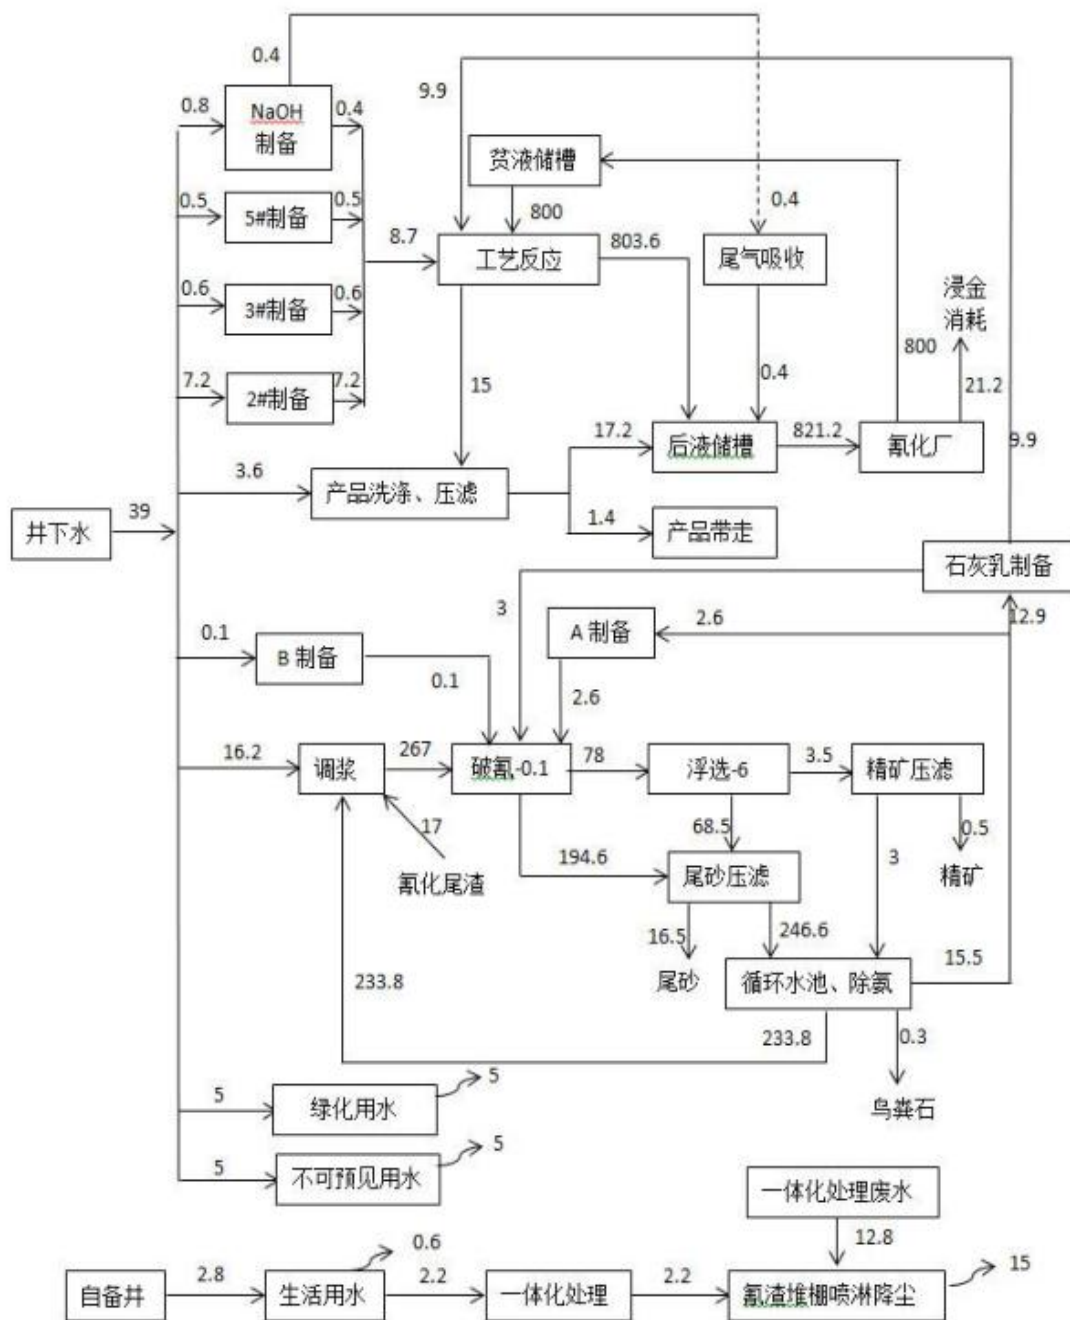 0.4
9.9
0.8
NaOH
制备
0.4
贫液储槽
0.5
5#制备
0.5
800
0.4
8.7
工艺反应
803.6
尾气吸收
浸金
消耗
0.6
3#制备
0.6
800
7.2
2#制备
7.2
15
0.4
21.2
17.2
后液储槽
821.2
氰化厂
9.9
3.6
产品洗涤、压滤
1.4
产品带走
井下水
39
石灰乳制备
3
A 制备
2.6
12.9
0.1
B 制备
0.1
2.6
16.2
调浆
267
破氰-0.1
78
浮选-6
3.5
精矿压滤
17
氰化尾渣
68.5
0.5
精矿
194.6
尾砂压滤
3
16.5
尾砂
246.6
15.5
233.8
循环水池、除氨
233.8
0.3
鸟粪石
5
绿化用水
5
5
不可预见用水
5
一体化处理废水
12.8
自备井
2.8
生活用水
0.6
2.2
一体化处理
2.2
氰渣堆棚喷淋降尘
15